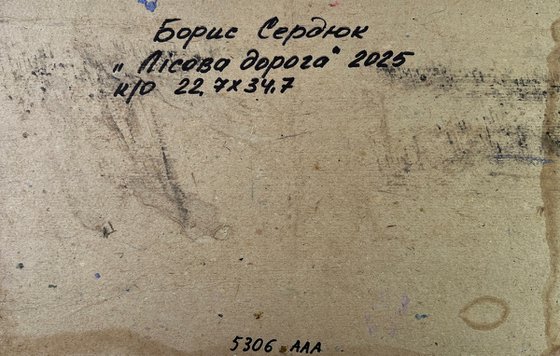 Борис Сердюк
„Лісова дорога" 2025
к/о 22,7х34.7
5306 ААА